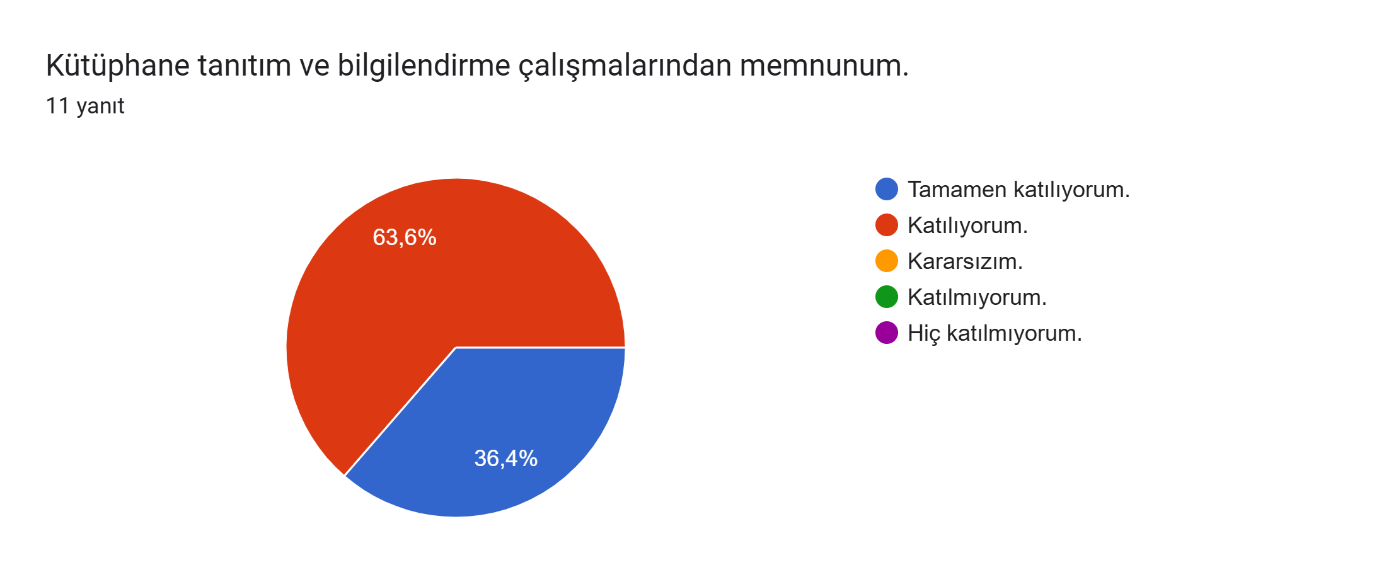 Kütüphane tanıtım ve bilgilendirme çalışmalarından memnunum.
11 yanıt
63,6%
36,4%
Tamamen katılıyorum.
Katılıyorum.
Kararsızım.
Katılmıyorum.
Hiç katılmıyorum.